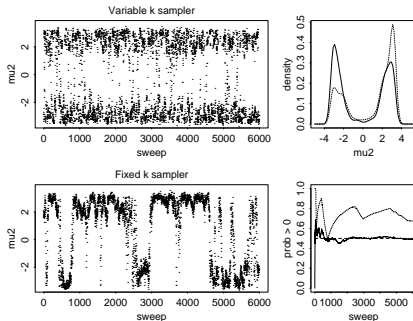 Variable k sampler
mu2
-2 0 2
0 1000 2000 3000 4000 5000 6000
sweep
density
0.0 0.1 0.2 0.3 0.4 0.5
-4 -2 0 2 4
mu2
Fixed k sampler
mu2
-2 0 2
0 1000 2000 3000 4000 5000 6000
sweep
prob > 0
0.0 0.2 0.4 0.6 0.8 1.0
0 1000 3000 5000
sweep